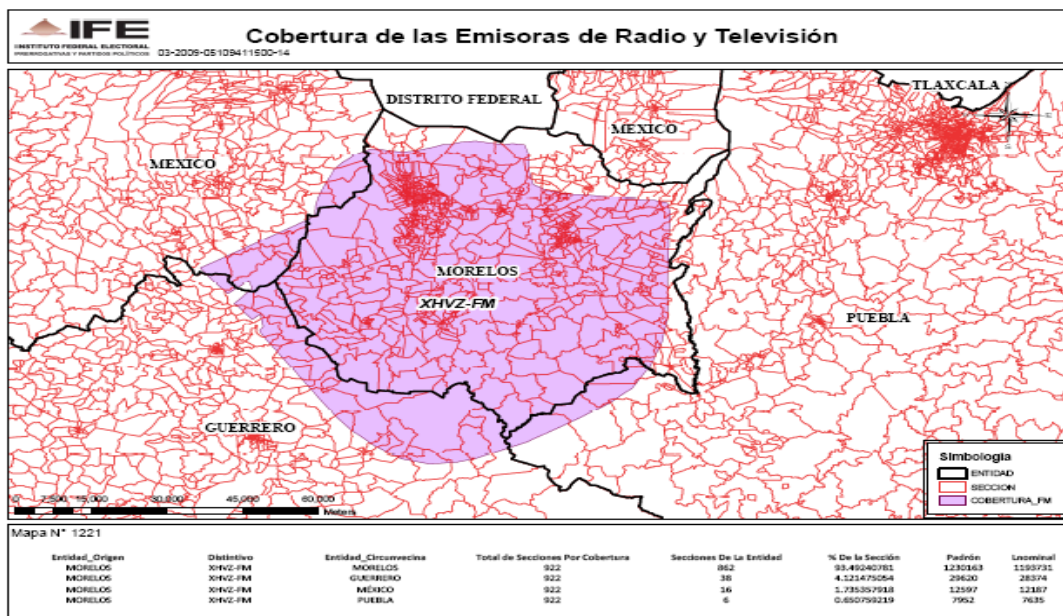 IFE
INSTITUTO FEDERAL ELECTORAL
PRERROGATIVAS Y PARTIDOS POLÍTICOS
03-2009-05109411500-14
Cobertura de las Emisoras de Radio y Televisión
TLAXCALA
DISTRITO FEDERAL
MEXICO
MEXICO
MORELOS
XHVZ-FM
PUEBLA
GUERRERO
Simbología
ENTIDAD
SECCION
COBERTURA_FM
0 7,500 15,000 30,000 45,000 60,000
Meters
Mapa N° 1221
Entidad_Origen Distintivo Entidad_Circunvecina Total de Secciones Por Cobertura Secciones De La Entidad % De la Sección Padrón Lnominal
MORELOS XHVZ-FM MORELOS 922 862 93.49240781 1230163 1193731
MORELOS XHVZ-FM GUERRERO 922 38 4.121475054 29620 28374
MORELOS XHVZ-FM MÉXICO 922 16 1.735357918 12597 12187
MORELOS XHVZ-FM PUEBLA 922 6 0.650759219 7952 7635